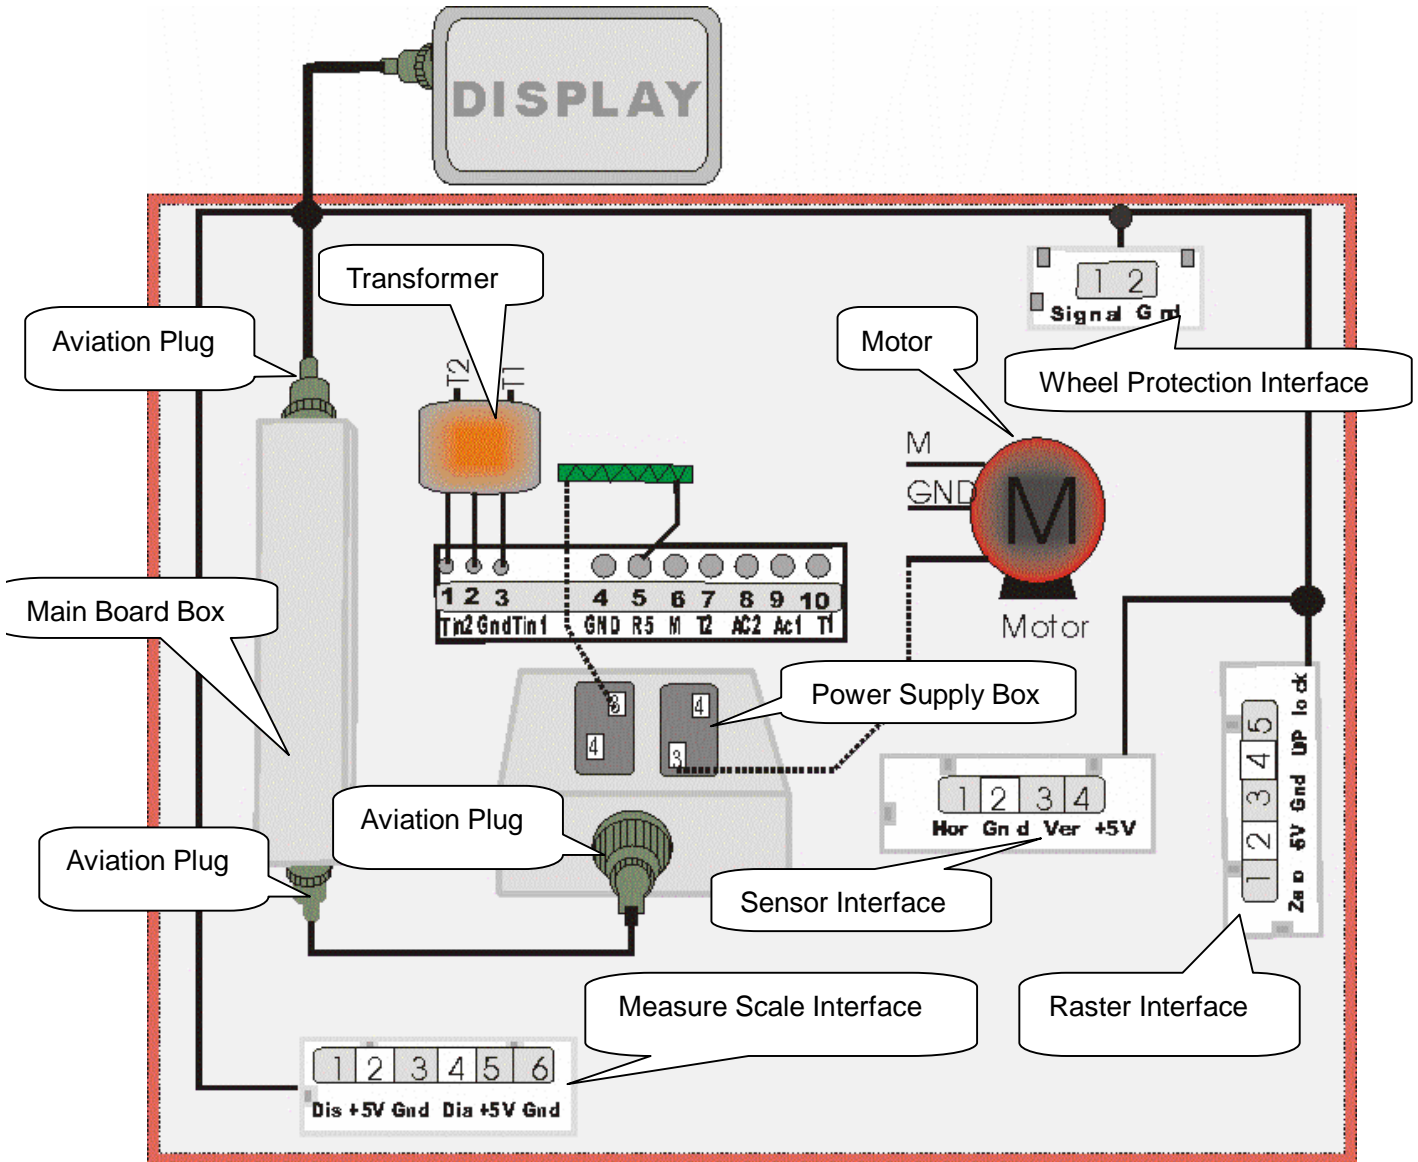 DISPLAY
Transformer
1 2
Signal Gnd
Aviation Plug
Motor
Wheel Protection Interface
T2
T1
M
GND
M
Motor
1 2 3 4 5 6 7 8 9 10
Tin2 Gnd Tin1 GND R5 M T2 AC2 Ac1 T1
Main Board Box
Power Supply Box
3
4
4
3
1 2 3 4
Hor Gnd Ver +5V
1 2 3 4 5
5V Gnd UP lock
Aviation Plug
Aviation Plug
Sensor Interface
Measure Scale Interface
Raster Interface
1 2 3 4 5 6
Dis +5V Gnd Dia +5V Gnd